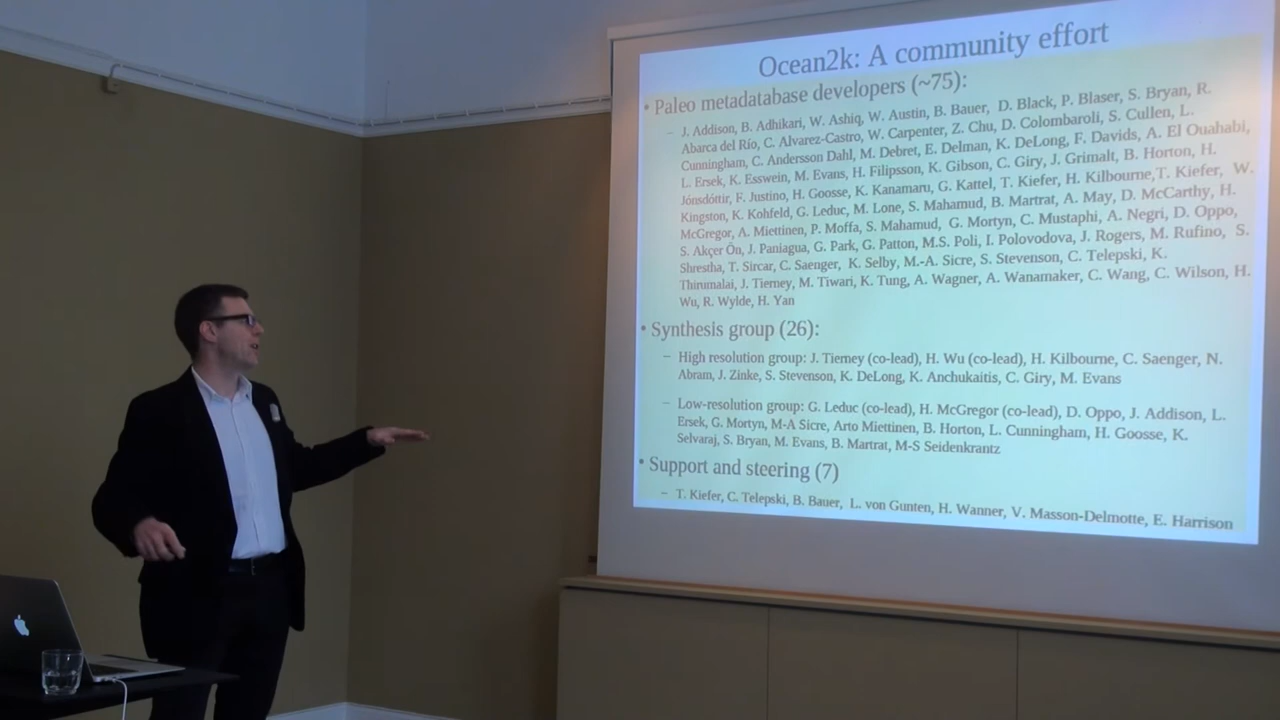 Ocean2k: A community effort
• Paleo metadatabase developers (~75):
– J. Addison, B. Adhikari, W. Ashiq, W. Austin, B. Bauer, D. Black, P. Blaser, S. Bryan, R.
Abarca del Río, C. Alvarez-Castro, W. Carpenter, Z. Chu, D. Colombaroli, S. Cullen, L.
Cunningham, C. Andersson Dahl, M. Debret, E. Delman, K. DeLong, F. Davids, A. El Ouahabi,
L. Ersek, K. Esswein, M. Evans, H. Filipsson, K. Gibson, C. Giry, J. Grimalt, B. Horton, H.
Jónsdóttir, F. Justino, H. Goosse, K. Kanamaru, G. Kattel, T. Kiefer, H. Kilbourne,T. Kiefer, W.
Kingston, K. Kohfeld, G. Leduc, M. Lone, S. Mahamud, B. Martrat, A. May, D. McCarthy, H.
McGregor, A. Miettinen, P. Moffa, S. Mahamud, G. Mortyn, C. Mustaphi, A. Negri, D. Oppo,
S. Akçer Ön, J. Paniagua, G. Park, G. Patton, M.S. Poli, I. Polovodova, J. Rogers, M. Rufino, S.
Shrestha, T. Sircar, C. Saenger, K. Selby, M.-A. Sicre, S. Stevenson, C. Telepski, K.
Thirumalai, J. Tierney, M. Tiwari, K. Tung, A. Wagner, A. Wanamaker, C. Wang, C. Wilson, H.
Wu, R. Wylde, H. Yan
• Synthesis group (26):
– High resolution group: J. Tierney (co-lead), H. Wu (co-lead), H. Kilbourne, C. Saenger, N.
Abram, J. Zinke, S. Stevenson, K. DeLong, K. Anchukaitis, C. Giry, M. Evans
– Low-resolution group: G. Leduc (co-lead), H. McGregor (co-lead), D. Oppo, J. Addison, L.
Ersek, G. Mortyn, M-A Sicre, Arto Miettinen, B. Horton, L. Cunningham, H. Goosse, K.
Selvaraj, S. Bryan, M. Evans, B. Martrat, M-S Seidenkrantz
• Support and steering (7)
– T. Kiefer, C. Telepski, B. Bauer, L. von Gunten, H. Wanner, V. Masson-Delmotte, E. Harrison